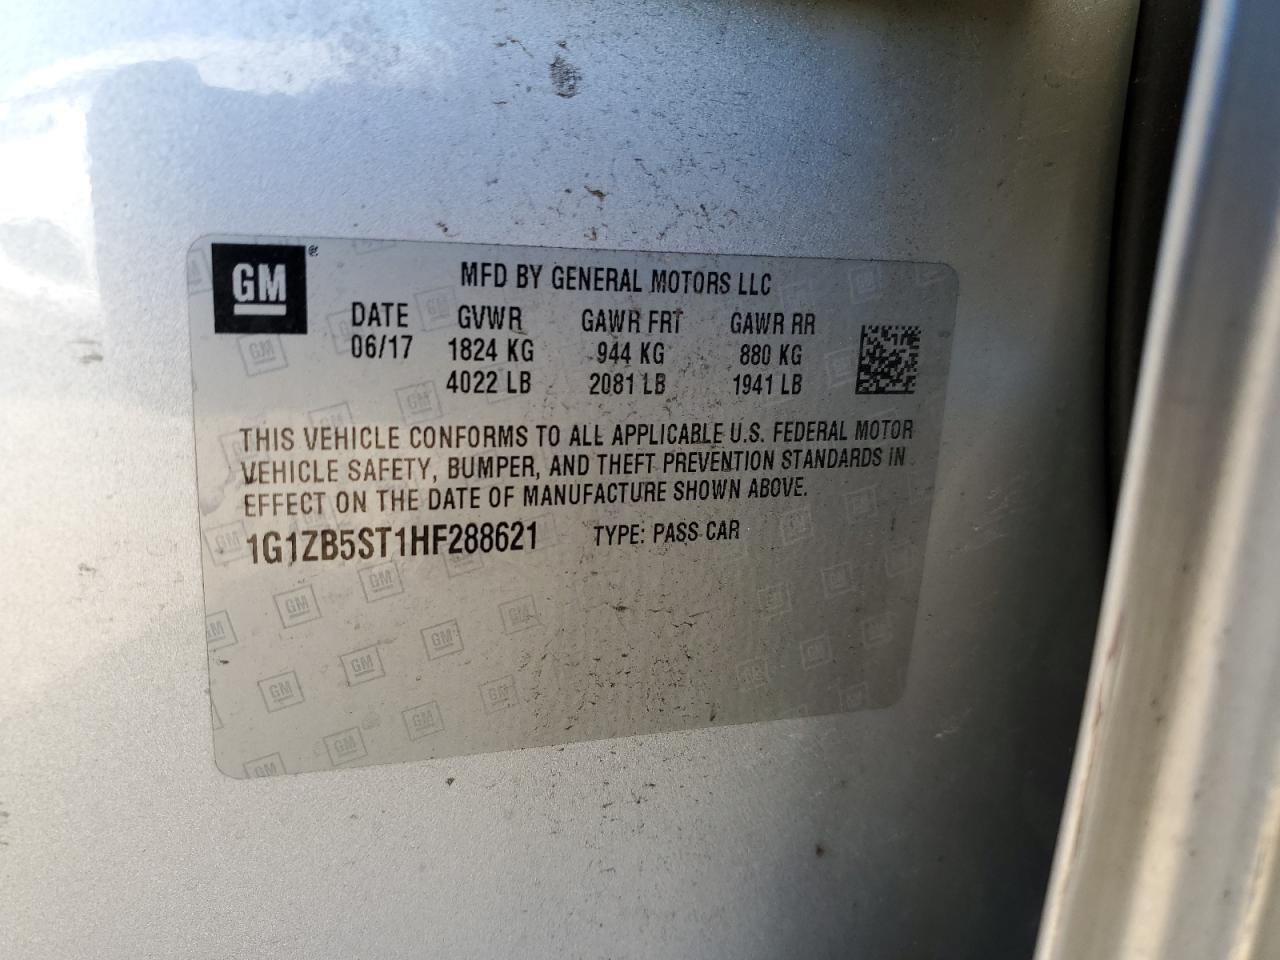 GM®
MFD BY GENERAL MOTORS LLC
DATE GVWR GAWR FRT GAWR RR
06/17 1824 KG 944 KG 880 KG
4022 LB 2081 LB 1941 LB
THIS VEHICLE CONFORMS TO ALL APPLICABLE U.S. FEDERAL MOTOR
VEHICLE SAFETY, BUMPER, AND THEFT PREVENTION STANDARDS IN
EFFECT ON THE DATE OF MANUFACTURE SHOWN ABOVE.
1G1ZB5ST1HF288621 TYPE: PASS CAR